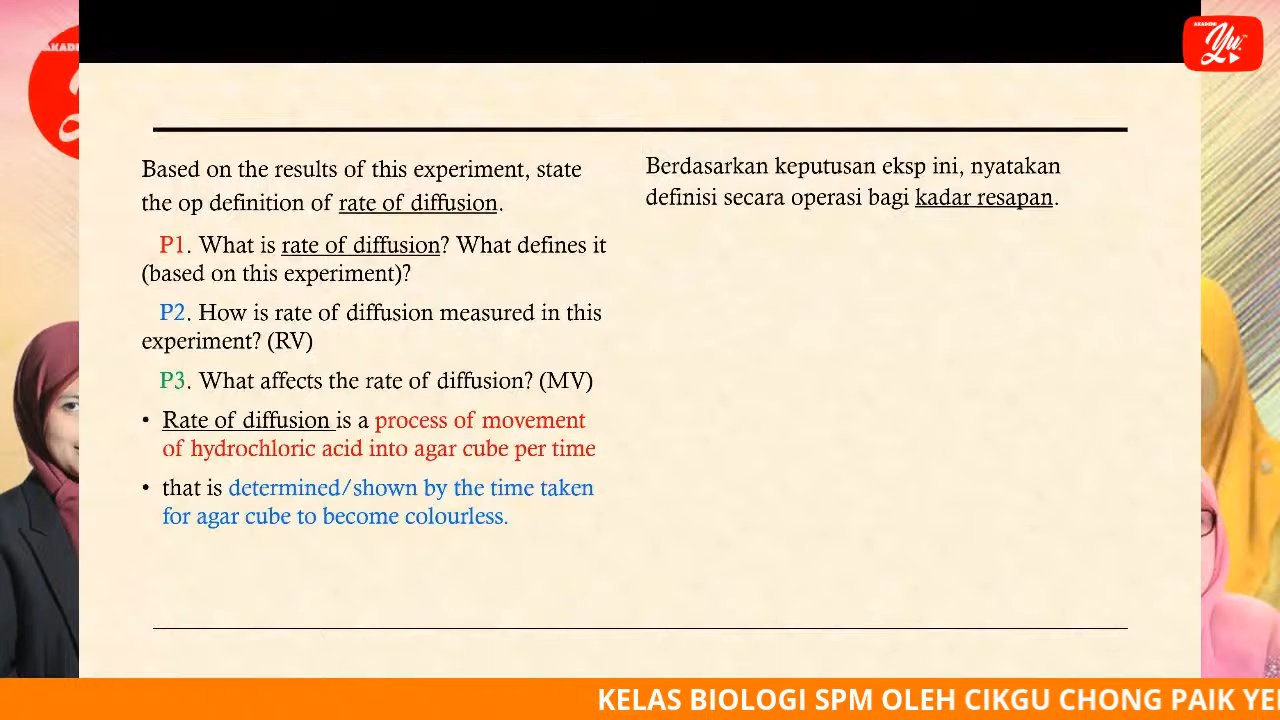 AKADEMI
Yu.
Based on the results of this experiment, state
the op definition of rate of diffusion.
P1. What is rate of diffusion? What defines it
(based on this experiment)?
P2. How is rate of diffusion measured in this
experiment? (RV)
P3. What affects the rate of diffusion? (MV)
• Rate of diffusion is a process of movement
of hydrochloric acid into agar cube per time
• that is determined/shown by the time taken
for agar cube to become colourless.
Berdasarkan keputusan eksp ini, nyatakan
definisi secara operasi bagi kadar resapan.
KELAS BIOLOGI SPM OLEH CIKGU CHONG PAIK